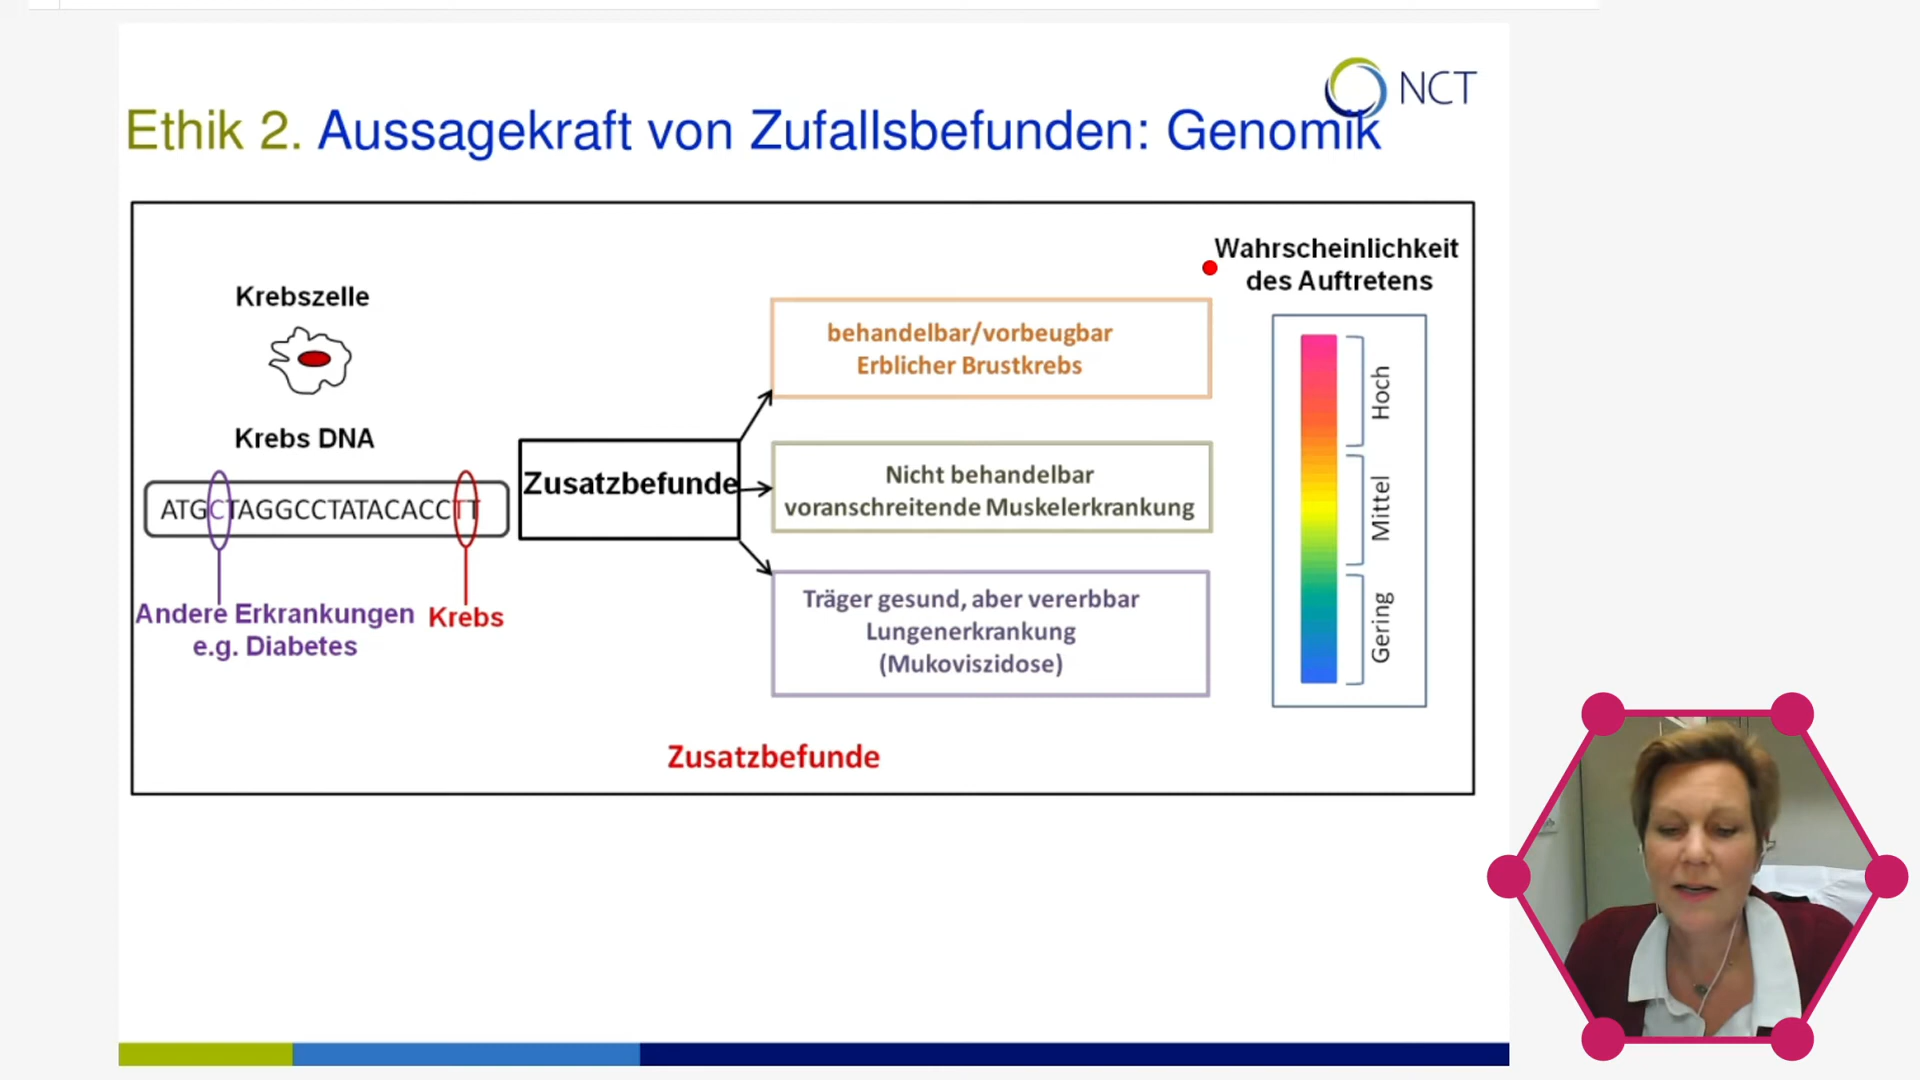 NCT
Ethik 2. Aussagekraft von Zufallsbefunden: Genomik
Krebszelle
Krebs DNA
ATGCTAGGCCTATACACCTT
Andere Erkrankungen
e.g. Diabetes
Krebs
Zusatzbefunde
behandelbar/vorbeugbar
Erblicher Brustkrebs
Nicht behandelbar
voranschreitende Muskelerkrankung
Träger gesund, aber vererbbar
Lungenerkrankung
(Mukoviszidose)
Wahrscheinlichkeit
des Auftretens
Hoch
Mittel
Gering
Zusatzbefunde